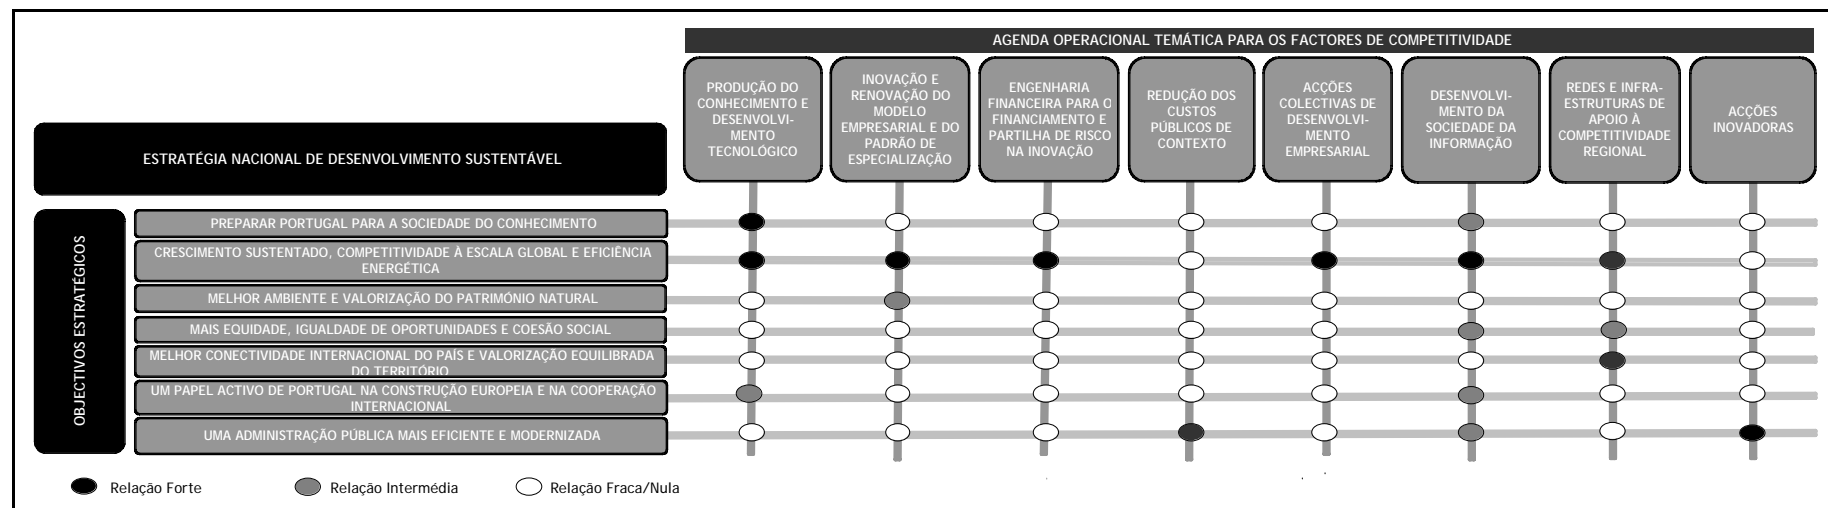 AGENDA OPERACIONAL TEMÁTICA PARA OS FACTORES DE COMPETITIVIDADE
PRODUÇÃO DO
CONHECIMENTO E
DESENVOLVI-
MENTO
TECNOLÓGICO
INOVAÇÃO E
RENOVAÇÃO DO
MODELO
EMPRESARIAL E DO
PADRÃO DE
ESPECIALIZAÇÃO
ENGENHARIA
FINANCEIRA PARA O
FINANCIAMENTO E
PARTILHA DE RISCO
NA INOVAÇÃO
REDUÇÃO DOS
CUSTOS
PÚBLICOS DE
CONTEXTO
ACÇÕES
COLECTIVAS DE
DESENVOLVI-
MENTO
EMPRESARIAL
DESENVOLVI-
MENTO DA
SOCIEDADE DA
INFORMAÇÃO
REDES E INFRA-
ESTRUTURAS DE
APOIO À
COMPETITIVIDADE
REGIONAL
ACÇÕES
INOVADORAS
ESTRATÉGIA NACIONAL DE DESENVOLVIMENTO SUSTENTÁVEL
OBJECTIVOS ESTRATÉGICOS
PREPARAR PORTUGAL PARA A SOCIEDADE DO CONHECIMENTO
CRESCIMENTO SUSTENTADO, COMPETITIVIDADE À ESCALA GLOBAL E EFICIÊNCIA
ENERGÉTICA
MELHOR AMBIENTE E VALORIZAÇÃO DO PATRIMÓNIO NATURAL
MAIS EQUIDADE, IGUALDADE DE OPORTUNIDADES E COESÃO SOCIAL
MELHOR CONECTIVIDADE INTERNACIONAL DO PAÍS E VALORIZAÇÃO EQUILIBRADA
DO TERRITÓRIO
UM PAPEL ACTIVO DE PORTUGAL NA CONSTRUÇÃO EUROPEIA E NA COOPERAÇÃO
INTERNACIONAL
UMA ADMINISTRAÇÃO PÚBLICA MAIS EFICIENTE E MODERNIZADA
Relação Forte
Relação Intermédia
Relação Fraca/Nula